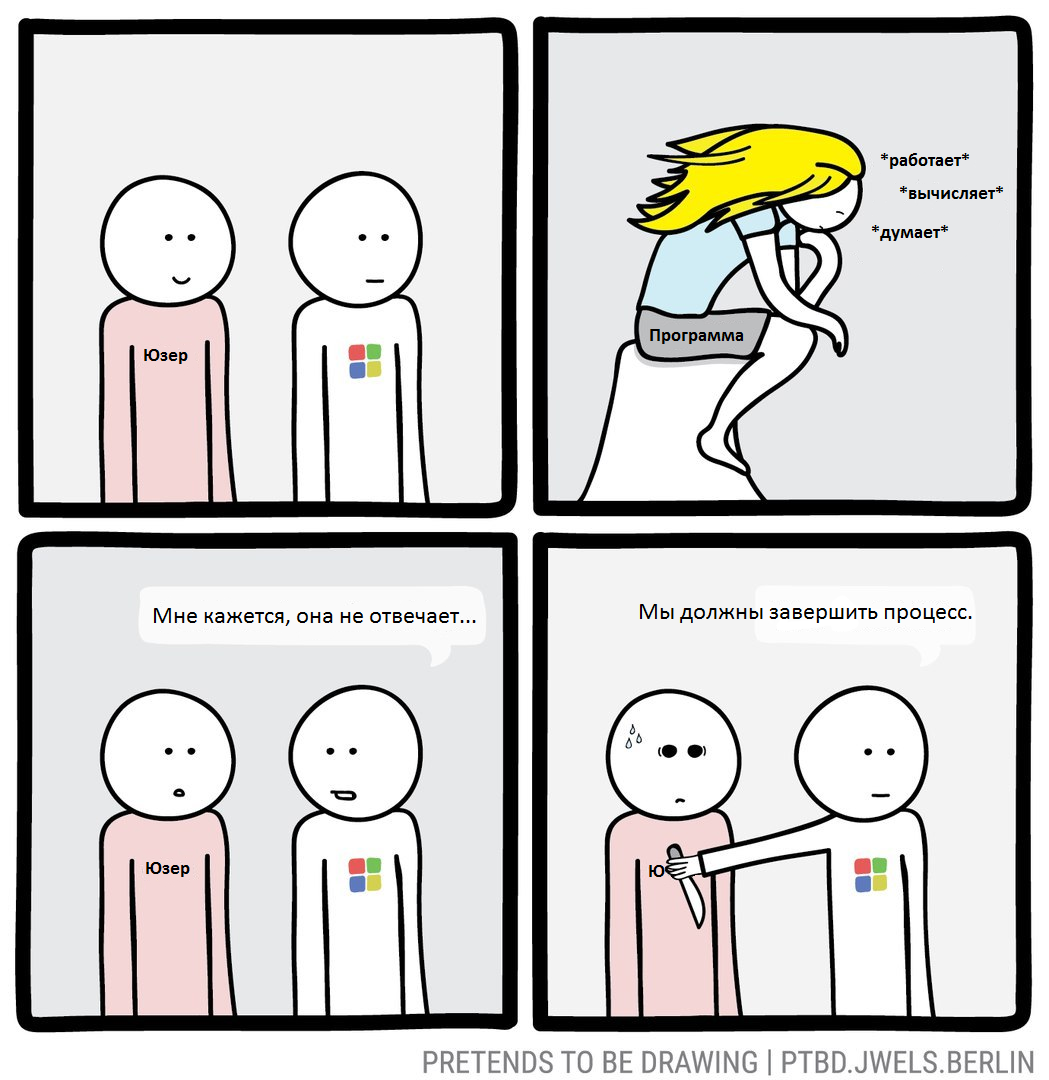 Юзер
*работает*
*вычисляет*
*думает*
Программа
Мне кажется, она не отвечает...
Юзер
Мы должны завершить процесс.
Ю
PRETENDS TO BE DRAWING | PTBD.JWELS.BERLIN